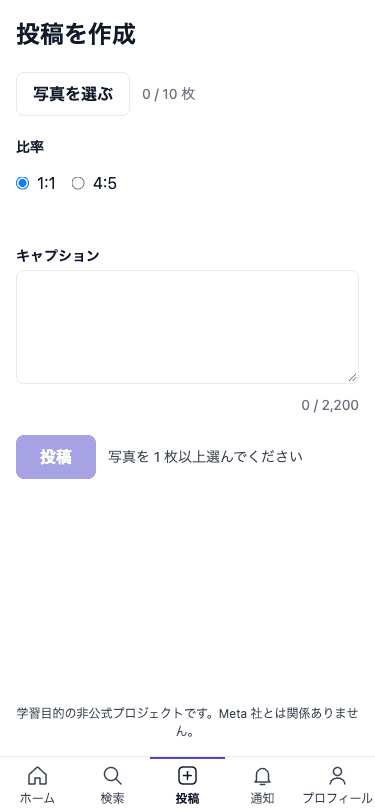 投稿を作成
写真を選ぶ 0 / 10 枚
比率
1:1 4:5
キャプション
0 / 2,200
投稿 写真を 1 枚以上選んでください
学習目的の非公式プロジェクトです。Meta 社とは関係ありませ
ん。
ホーム 検索 投稿 通知 プロフィール